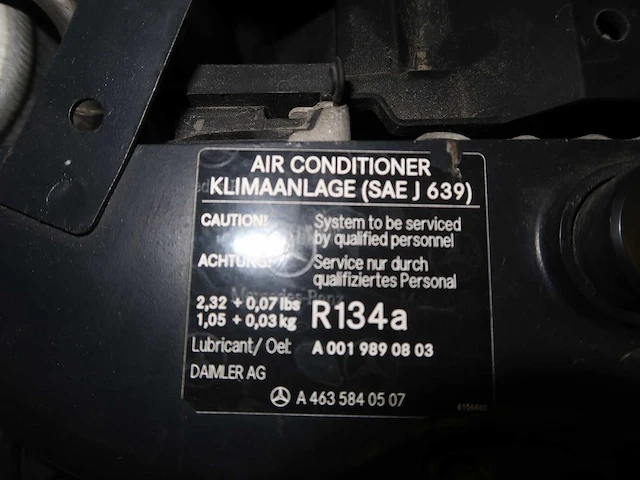 AIR CONDITIONER
KLIMAANLAGE (SAE J 639)
CAUTION! System to be serviced
by qualified personnel
ACHTUNG! Service nur durch
qualifiziertes Personal
2,32 + 0,07 lbs
1,05 + 0,03 kg R134a
Lubricant/ Oel: A 001 989 08 03
DAIMLER AG
A 463 584 05 07